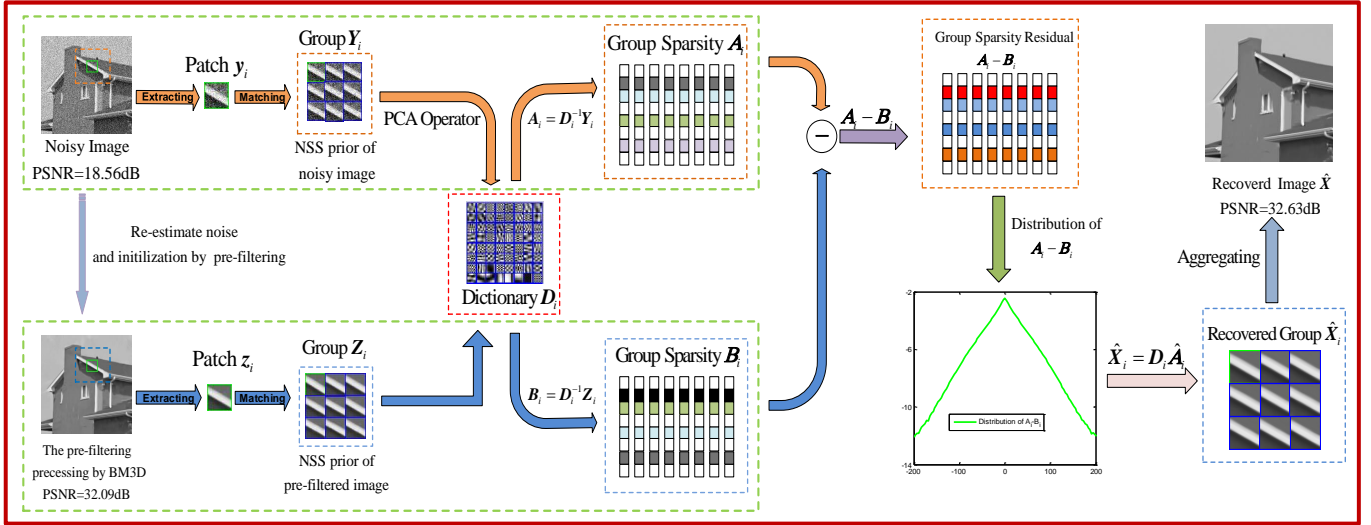 Noisy Image
PSNR=18.56dB
Extracting
Patch y_i
Matching
Group Y_i
NSS prior of
noisy image
PCA Operator
A_i = D_i^{-1}Y_i
Group Sparsity A_i
Re-estimate noise
and initilization by pre-filtering
Dictionary D_i
The pre-filtering
precessing by BM3D
PSNR=32.09dB
Extracting
Patch z_i
Matching
Group Z_i
NSS prior of
pre-filtered image
B_i = D_i^{-1}Z_i
Group Sparsity B_i
−
A_i − B_i
Group Sparsity Residual
A_i − B_i
Distribution of
A_i − B_i
-2
-6
-10
-14
-200
-100
0
100
200
Distribution of A_i-B_i
X̂_i = D_iÂ_i
Recovered Group X̂_i
Aggregating
Recoverd Image X̂
PSNR=32.63dB